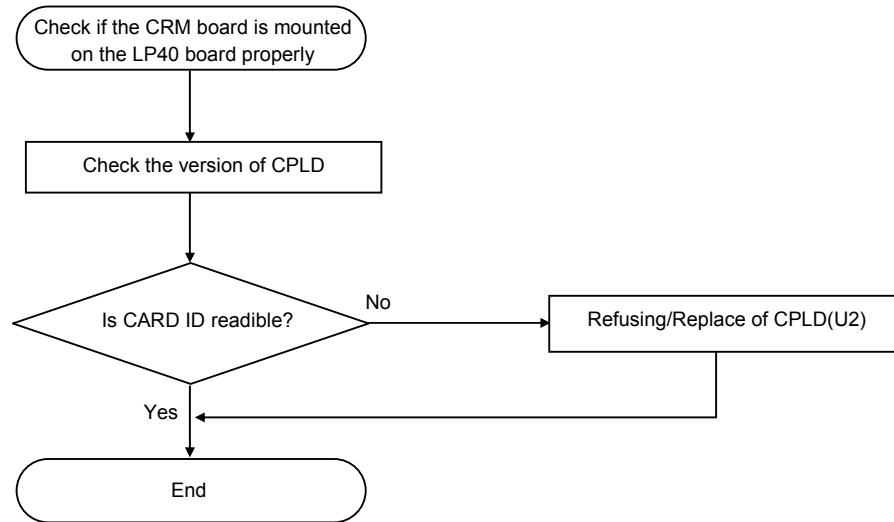 Check if the CRM board is mounted
on the LP40 board properly
Check the version of CPLD
Is CARD ID readible?
No
Refusing/Replace of CPLD(U2)
Yes
End